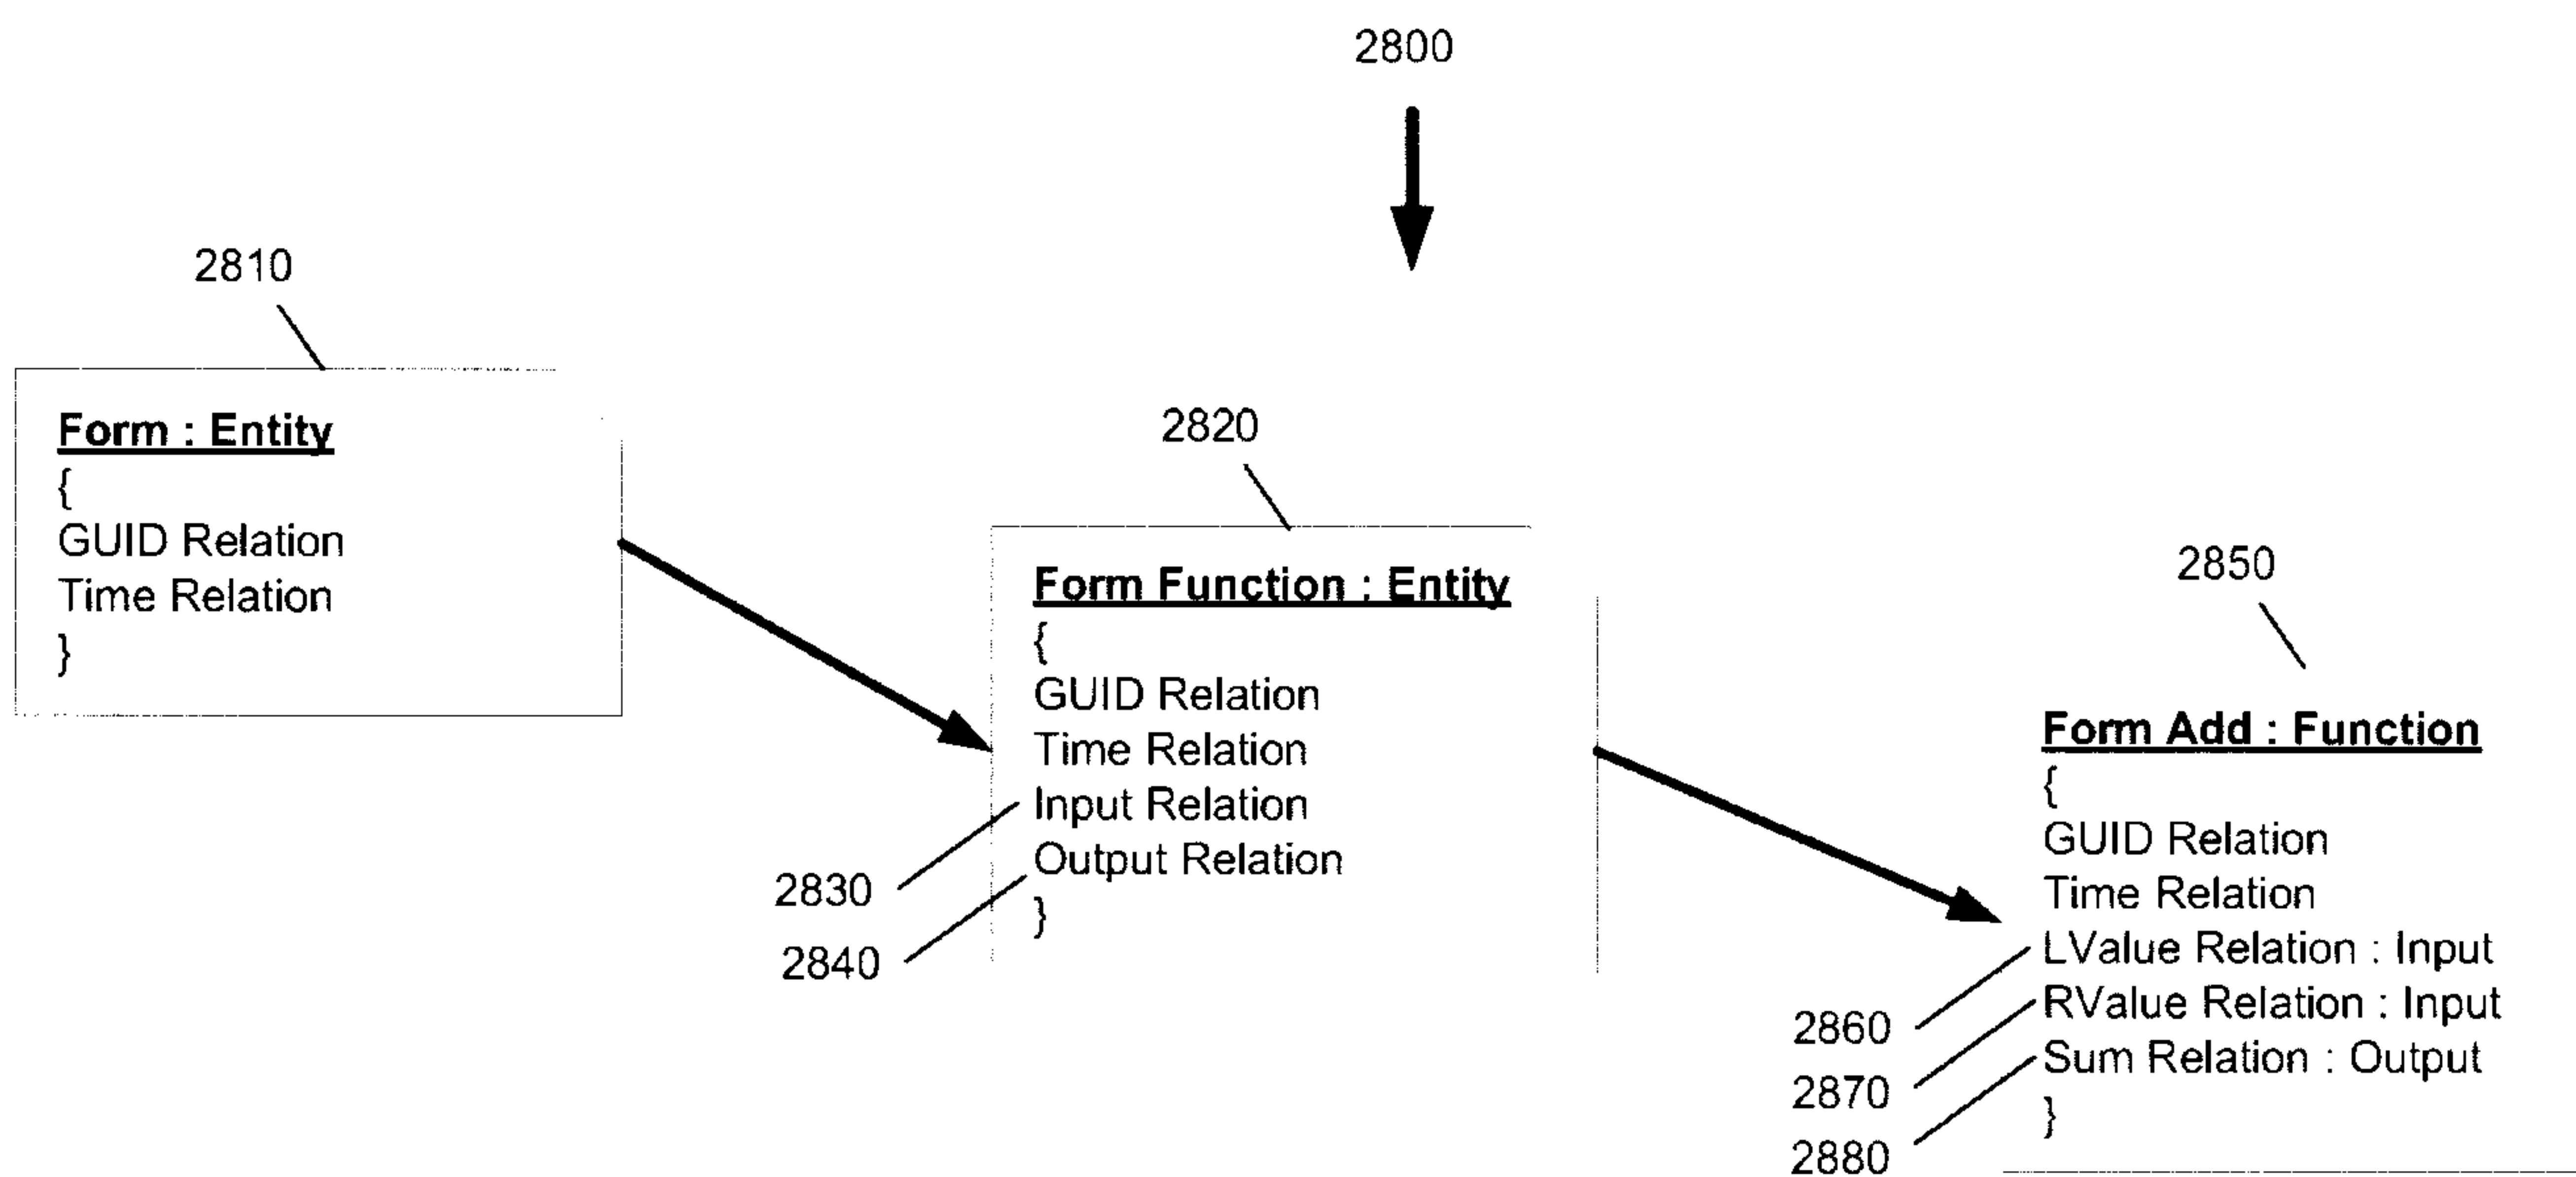 2800
2810
Form : Entity
{
GUID Relation
Time Relation
}
2820
Form Function : Entity
{
GUID Relation
Time Relation
Input Relation
Output Relation
}
2830
2840
2850
Form Add : Function
{
GUID Relation
Time Relation
LValue Relation : Input
RValue Relation : Input
Sum Relation : Output
}
2860
2870
2880